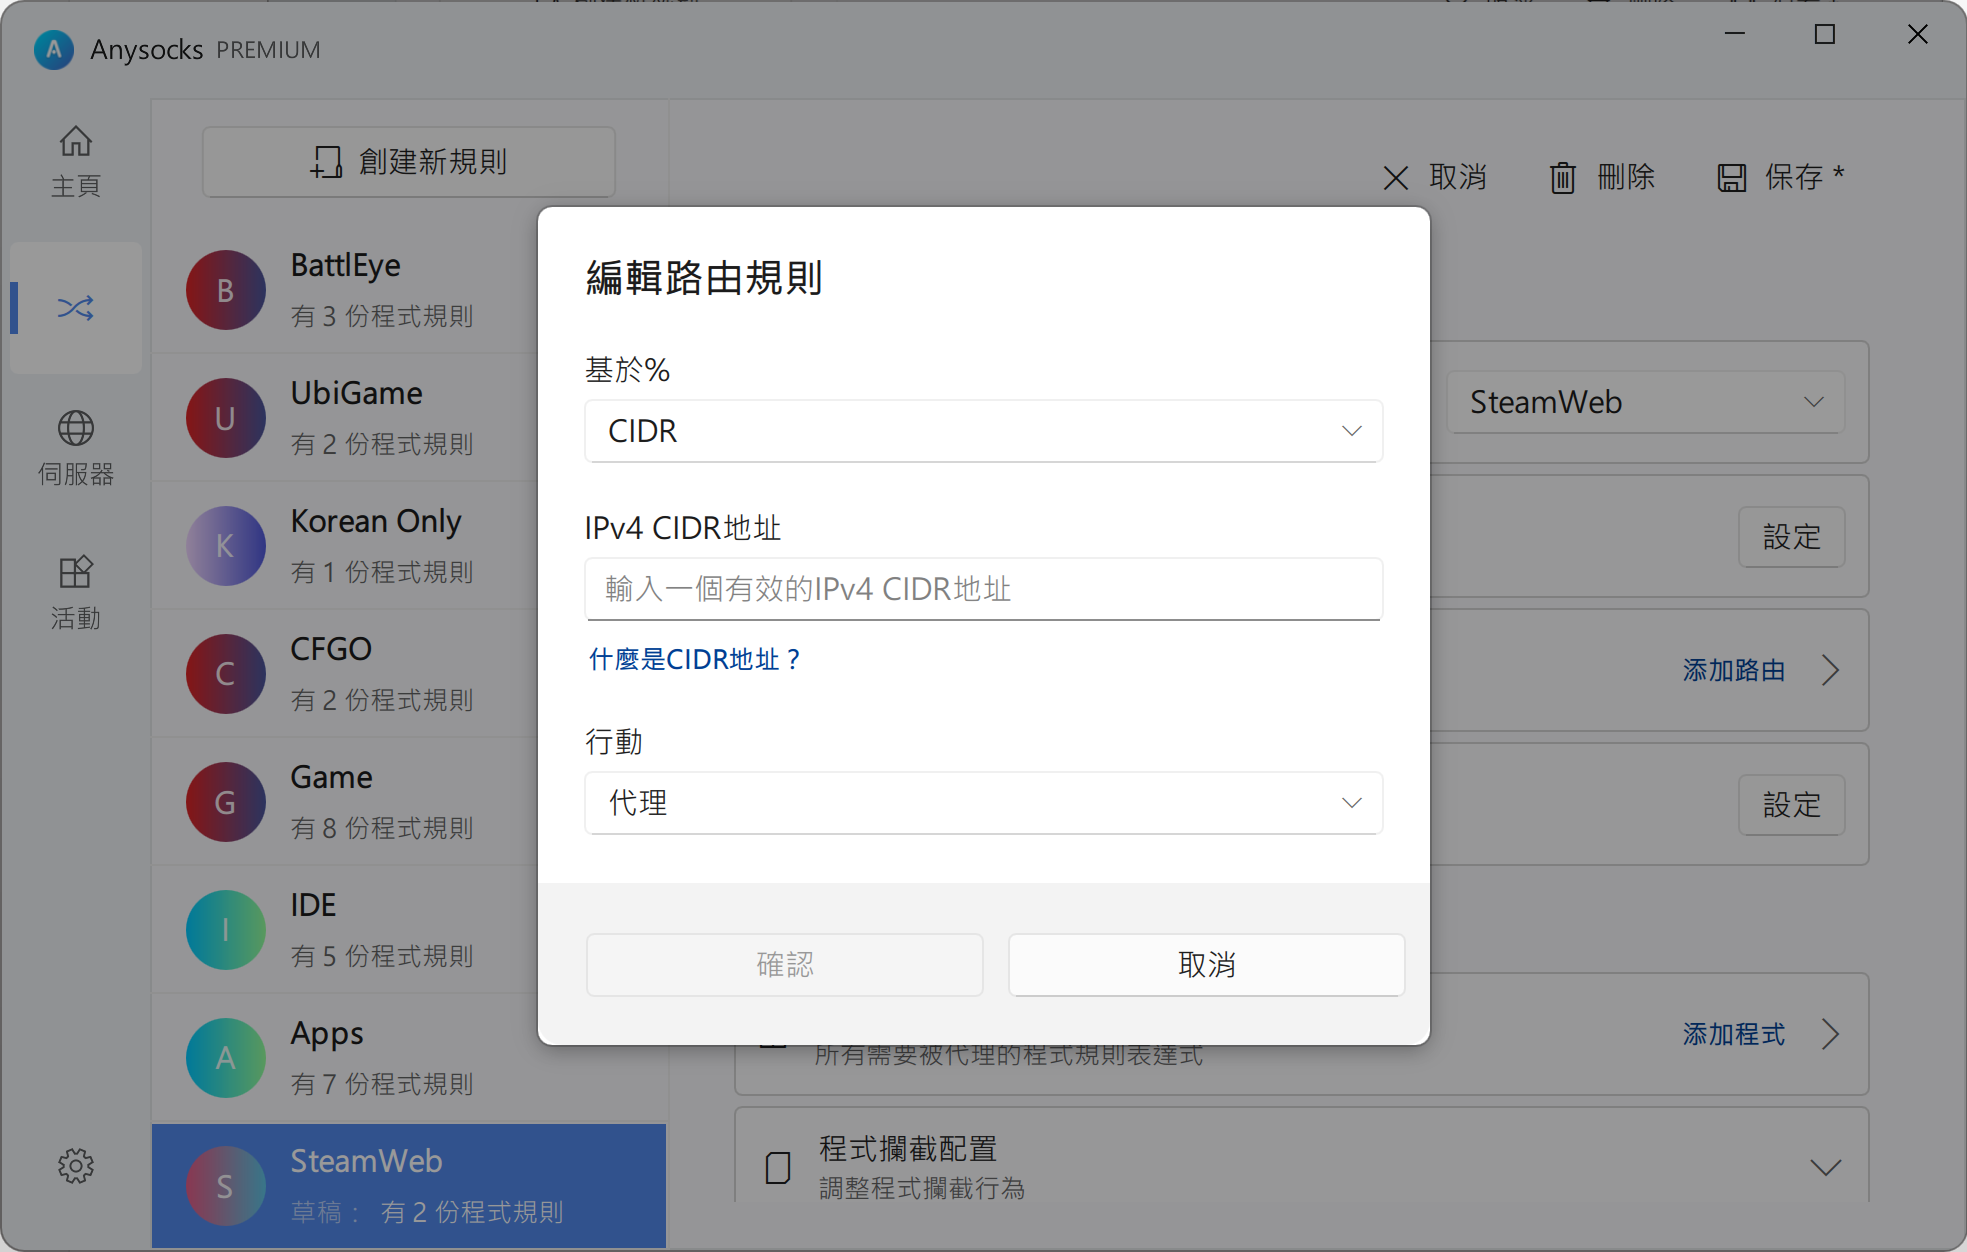 Anysocks PREMIUM
主頁
伺服器
活動
創建新規則
B
BattlEye
有 3 份程式規則
U
UbiGame
有 2 份程式規則
K
Korean Only
有 1 份程式規則
C
CFGO
有 2 份程式規則
G
Game
有 8 份程式規則
I
IDE
有 5 份程式規則
A
Apps
有 7 份程式規則
S
SteamWeb
草稿： 有 2 份程式規則
取消
刪除
保存 *
SteamWeb
設定
添加路由
設定
添加程式
所有需要被代理的程式規則表達式
程式攔截配置
調整程式攔截行為
編輯路由規則
基於%
CIDR
IPv4 CIDR地址
輸入一個有效的IPv4 CIDR地址
什麼是CIDR地址？
行動
代理
確認
取消